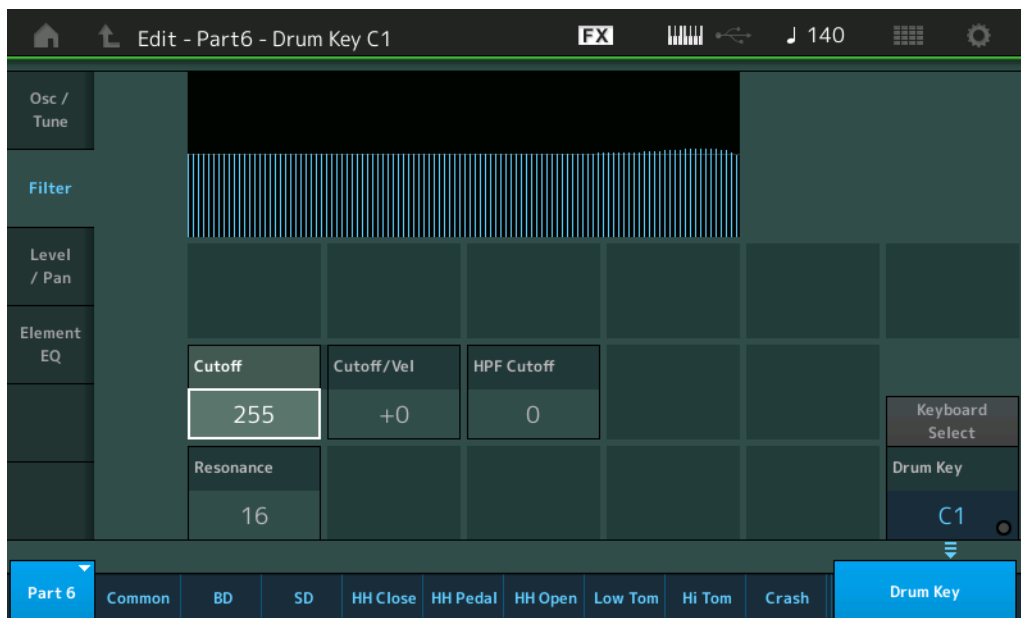 Edit - Part6 - Drum Key C1 FX ♩ 140
Osc /
Tune
Filter
Level
/ Pan
Element
EQ
Cutoff Cutoff/Vel HPF Cutoff
255 +0 0
Keyboard
Select
Resonance Drum Key
16 C1
Part 6 Common BD SD HH Close HH Pedal HH Open Low Tom Hi Tom Crash Drum Key